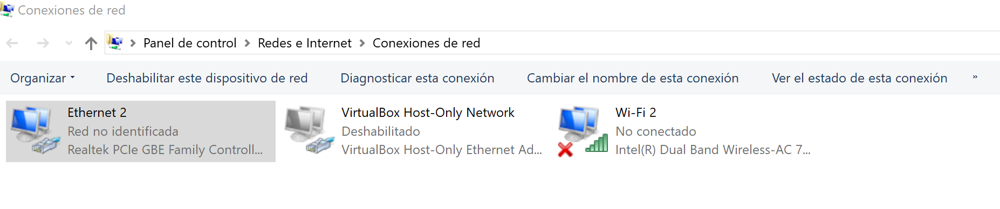 Conexiones de red
Panel de control > Redes e Internet > Conexiones de red
Organizar Deshabilitar este dispositivo de red Diagnosticar esta conexión Cambiar el nombre de esta conexión Ver el estado de esta conexión »
Ethernet 2
Red no identificada
Realtek PCIe GBE Family Controll...
VirtualBox Host-Only Network
Deshabilitado
VirtualBox Host-Only Ethernet Ad...
Wi-Fi 2
No conectado
Intel(R) Dual Band Wireless-AC 7...